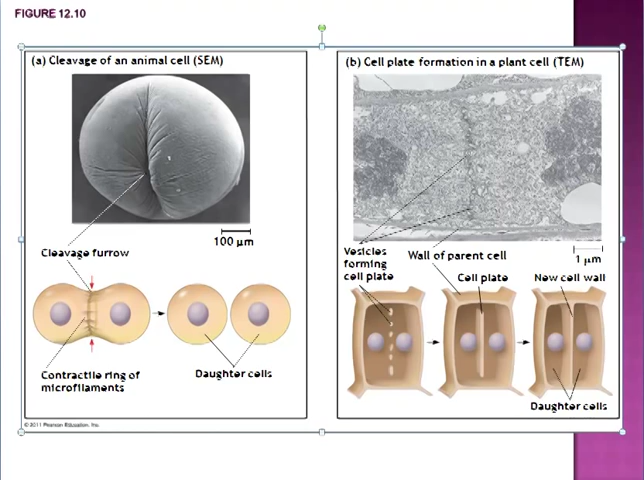 FIGURE 12.10
(a) Cleavage of an animal cell (SEM)
100 µm
Cleavage furrow
Contractile ring of
microfilaments
Daughter cells
(b) Cell plate formation in a plant cell (TEM)
1 µm
Vesicles
forming
cell plate
Wall of parent cell
Cell plate
New cell wall
Daughter cells
© 2011 Pearson Education, Inc.